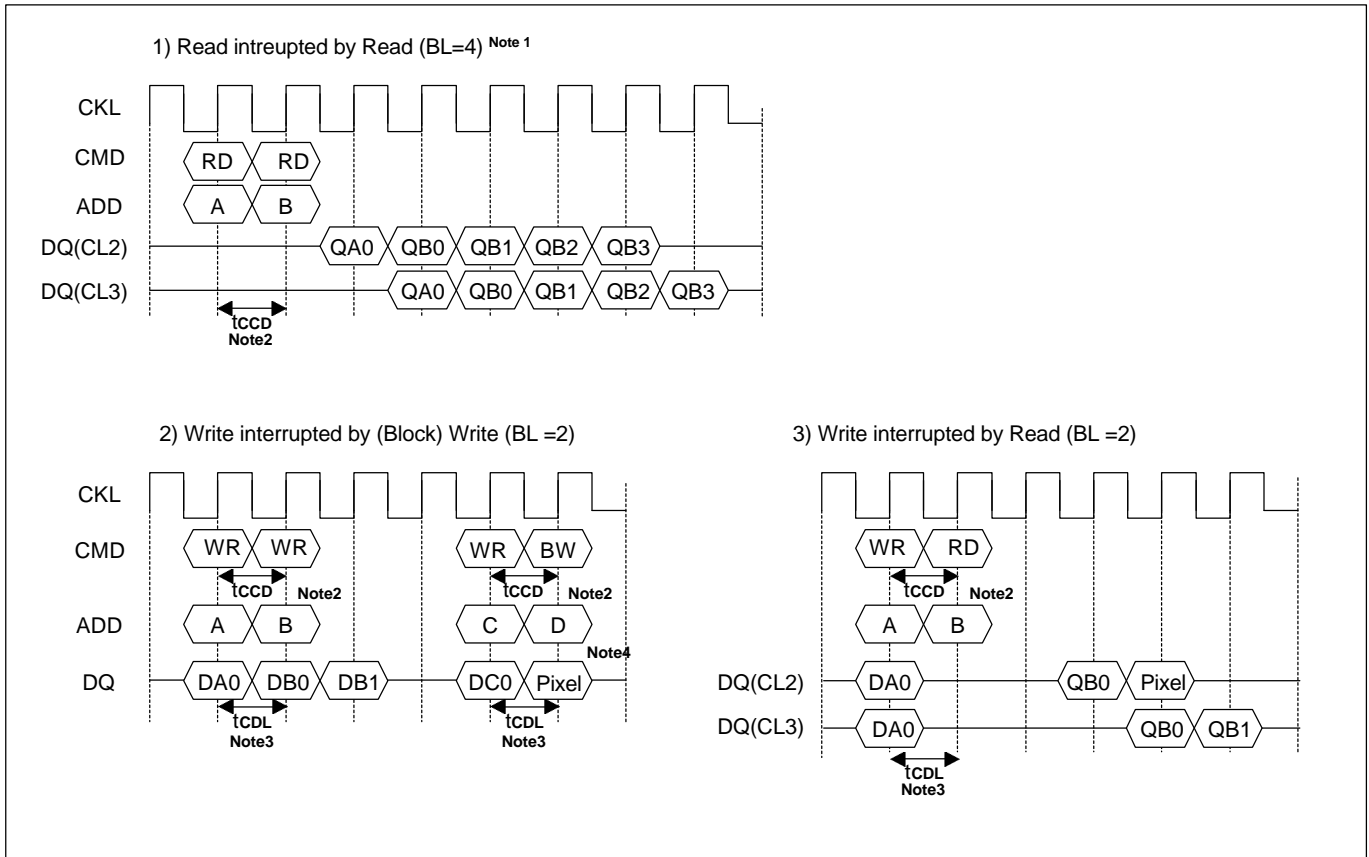 1) Read intreupted by Read (BL=4) Note 1
CKL
CMD RD RD
ADD A B
DQ(CL2) QA0 QB0 QB1 QB2 QB3
DQ(CL3) QA0 QB0 QB1 QB2 QB3
tCCD
Note2
2) Write interrupted by (Block) Write (BL =2)
CKL
CMD WR WR WR BW
tCCD Note2 tCCD Note2
ADD A B C D
Note4
DQ DA0 DB0 DB1 DC0 Pixel
tCDL tCDL
Note3 Note3
3) Write interrupted by Read (BL =2)
WR RD
tCCD Note2
A B
DQ(CL2) DA0 QB0 Pixel
DQ(CL3) DA0 QB0 QB1
tCDL
Note3